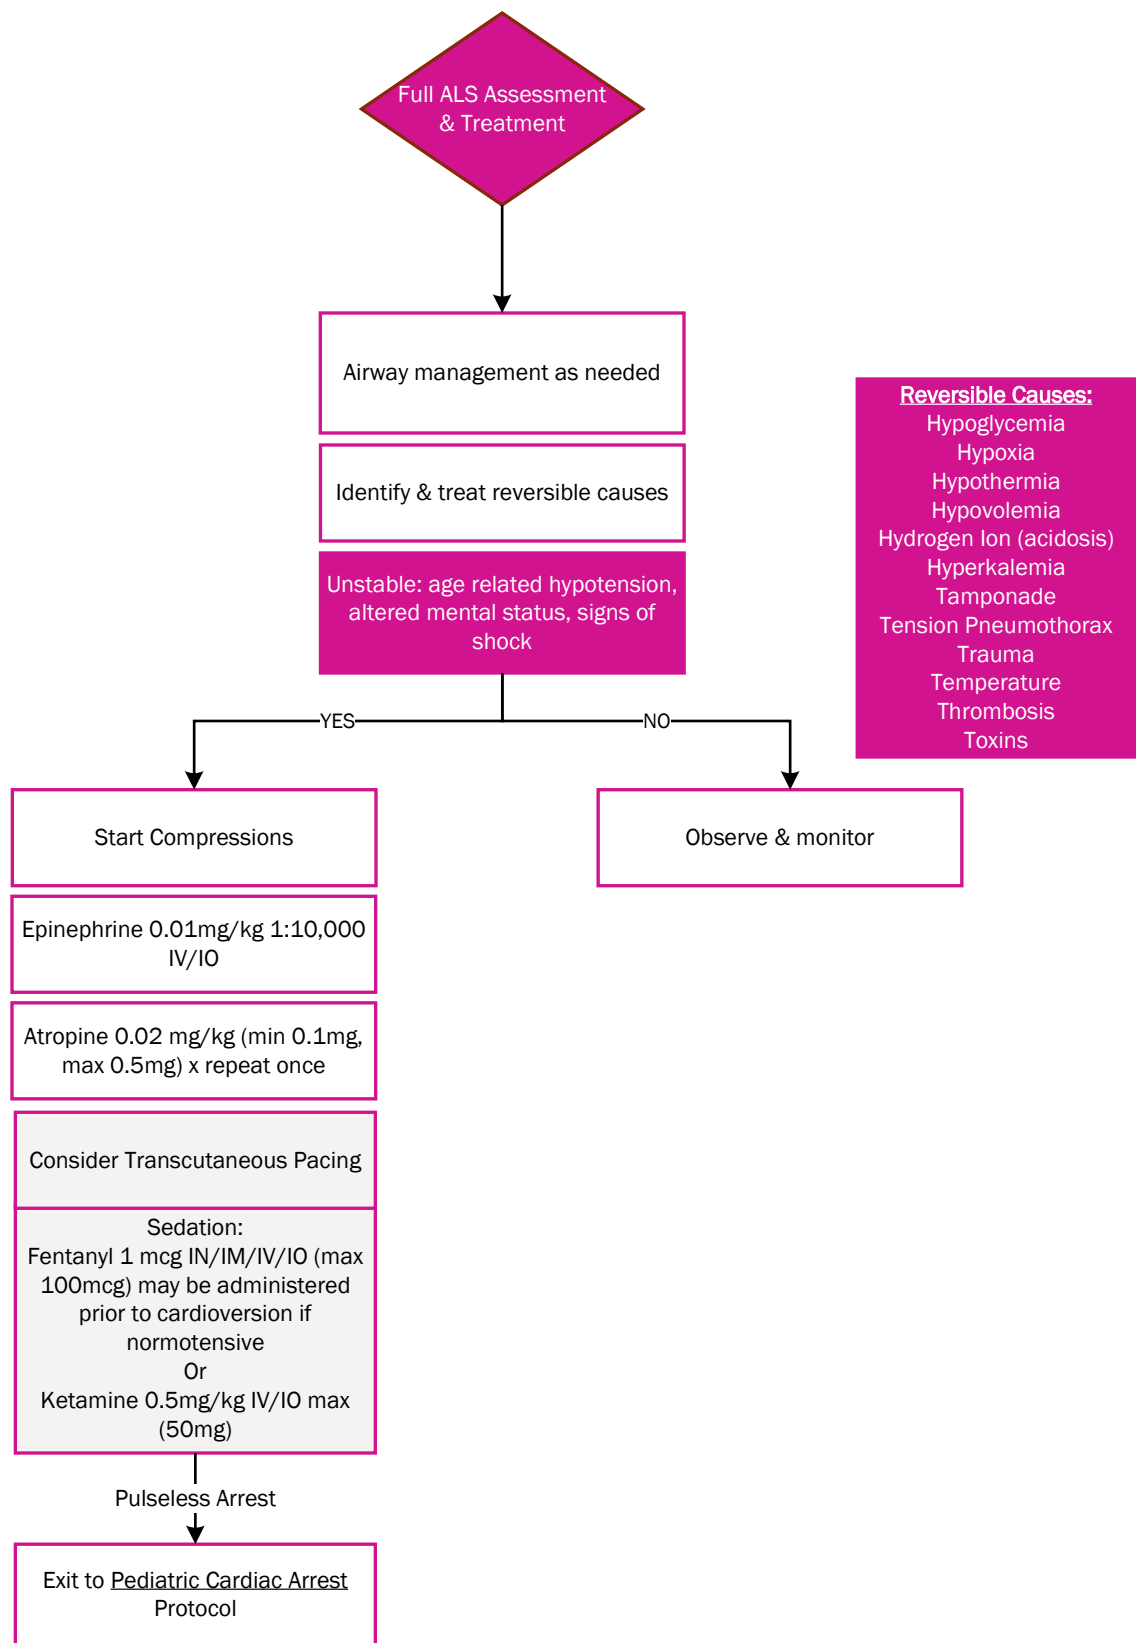 Full ALS Assessment
& Treatment
Airway management as needed
Identify & treat reversible causes
Unstable: age related hypotension,
altered mental status, signs of
shock
Reversible Causes:
Hypoglycemia
Hypoxia
Hypothermia
Hypovolemia
Hydrogen Ion (acidosis)
Hyperkalemia
Tamponade
Tension Pneumothorax
Trauma
Temperature
Thrombosis
Toxins
YES
NO
Start Compressions
Observe & monitor
Epinephrine 0.01mg/kg 1:10,000
IV/IO
Atropine 0.02 mg/kg (min 0.1mg,
max 0.5mg) x repeat once
Consider Transcutaneous Pacing
Sedation:
Fentanyl 1 mcg IN/IM/IV/IO (max
100mcg) may be administered
prior to cardioversion if
normotensive
Or
Ketamine 0.5mg/kg IV/IO max
(50mg)
Pulseless Arrest
Exit to Pediatric Cardiac Arrest
Protocol